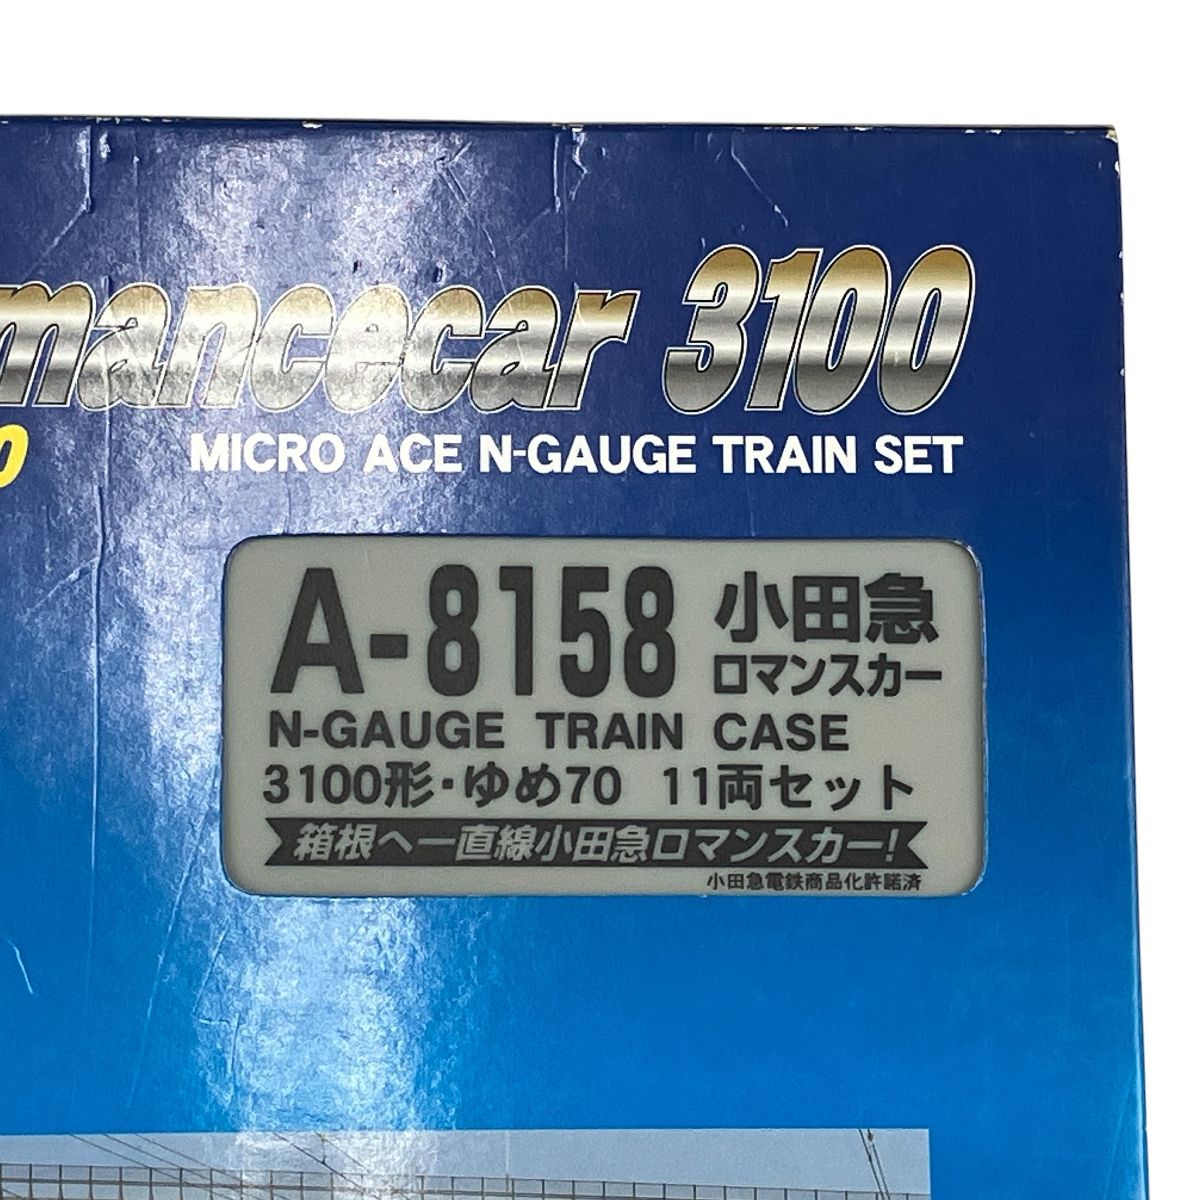 mancecar 3100
0
MICRO ACE N-GAUGE TRAIN SET
A-8158 小田急
ロマンスカー
N-GAUGE TRAIN CASE
3100形・ゆめ70 11両セット
箱根へ一直線小田急ロマンスカー!
小田急電鉄商品化許諾済